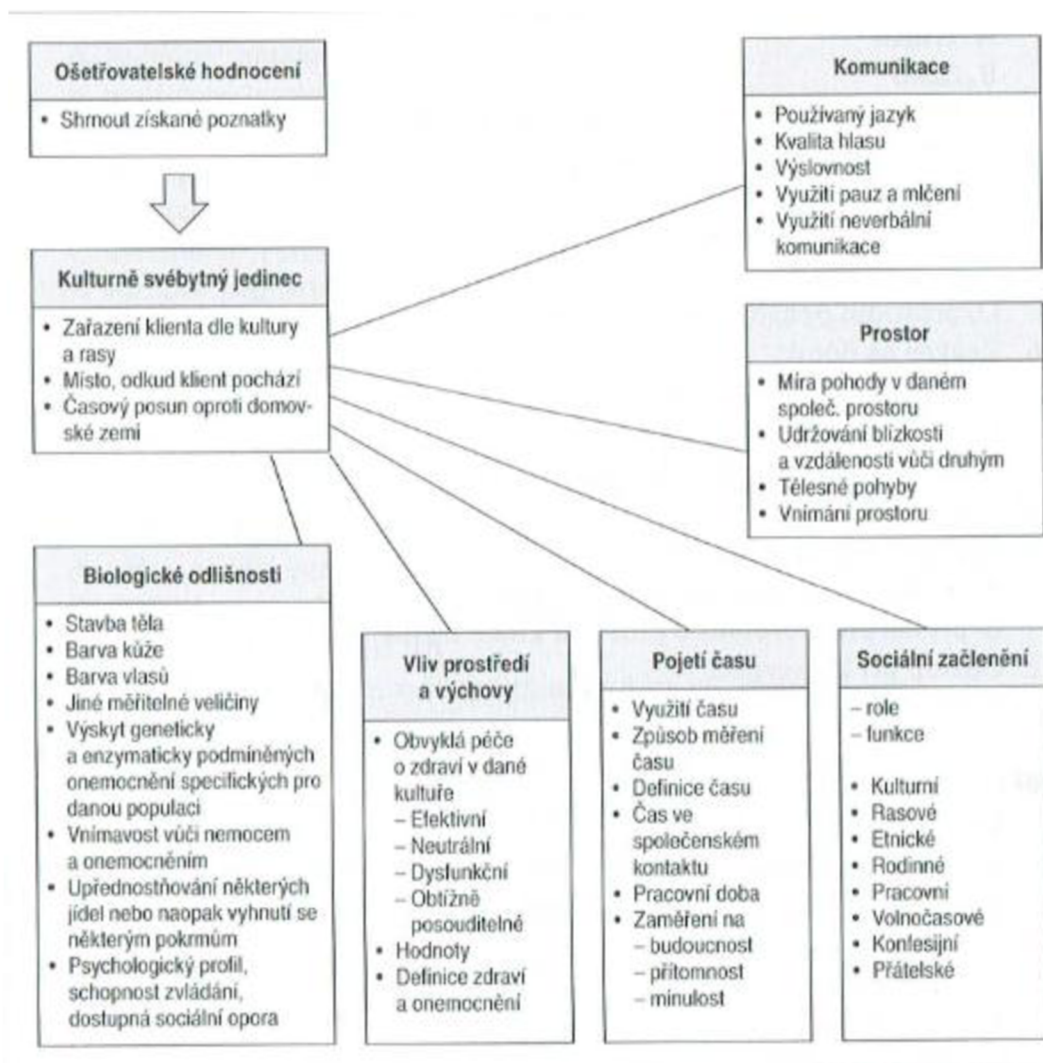 Ošetřovatelské hodnocení
• Shrnout získané poznatky
Kulturně svébytný jedinec
• Zařazení klienta dle kultury
a rasy
• Místo, odkud klient pochází
• Časový posun oproti domov-
ské zemi
Komunikace
• Používaný jazyk
• Kvalita hlasu
• Výslovnost
• Využití pauz a mlčení
• Využití neverbální
komunikace
Prostor
• Míra pohody v daném
společ. prostoru
• Udržování blízkosti
a vzdálenosti vůči druhým
• Tělesné pohyby
• Vnímání prostoru
Biologické odlišnosti
• Stavba těla
• Barva kůže
• Barva vlasů
• Jiné měřitelné veličiny
• Výskyt geneticky
a enzymaticky podmíněných
onemocnění specifických pro
danou populaci
• Vnímavost vůči nemocem
a onemocněním
• Upřednostňování některých
jídel nebo naopak vyhnutí se
některým pokrmům
• Psychologický profil,
schopnost zvládání,
dostupná sociální opora
Vliv prostředí
a výchovy
• Obvyklá péče
o zdraví v dané
kultuře
– Efektivní
– Neutrální
– Dysfunkční
– Obtížně
posouditelné
• Hodnoty
• Definice zdraví
a onemocnění
Pojetí času
• Využití času
• Způsob měření
času
• Definice času
• Čas ve
společenském
kontaktu
• Pracovní doba
• Zaměření na
– budoucnost
– přítomnost
– minulost
Sociální začlenění
– role
– funkce
• Kulturní
• Rasové
• Etnické
• Rodinné
• Pracovní
• Volnočasové
• Konfesijní
• Přátelské